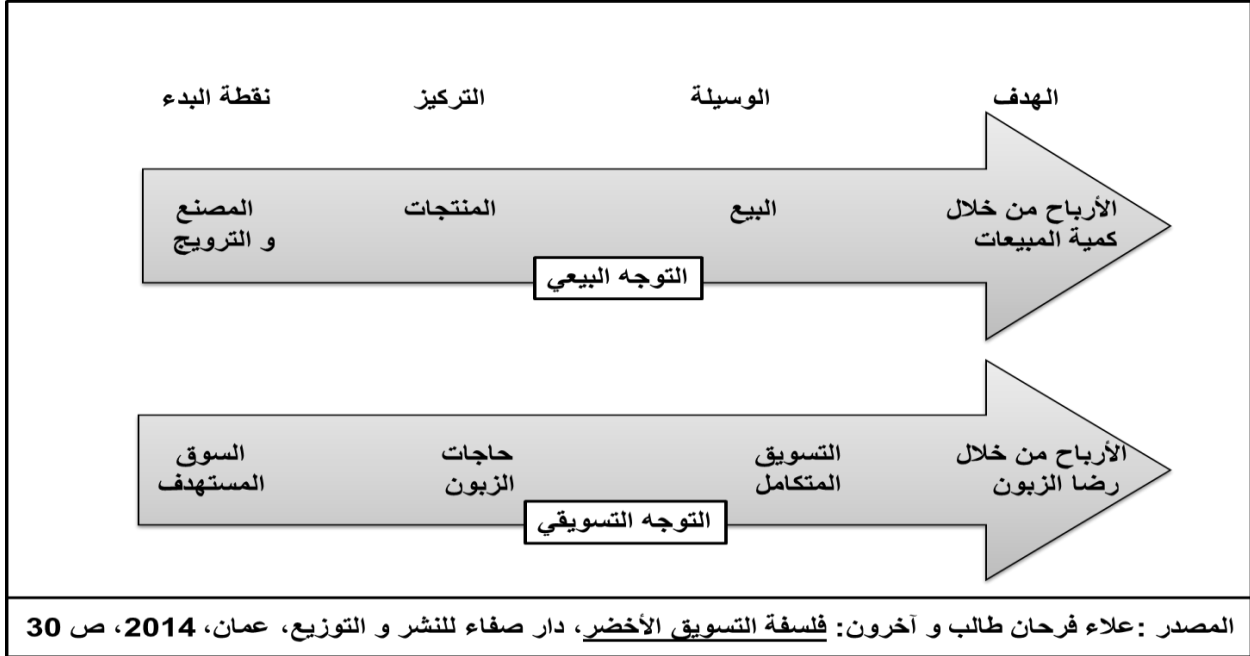 نقطة البدء
التركيز
الوسيلة
الهدف
المصنع
و الترويج
المنتجات
البيع
الأرباح من خلال
كمية المبيعات
التوجه البيعي
السوق
المستهدف
حاجات
الزبون
التسويق
المتكامل
الأرباح من خلال
رضا الزبون
التوجه التسويقي
المصدر :علاء فرحان طالب و آخرون: فلسفة التسويق الأخضر، دار صفاء للنشر و التوزيع، عمان، 2014، ص 30